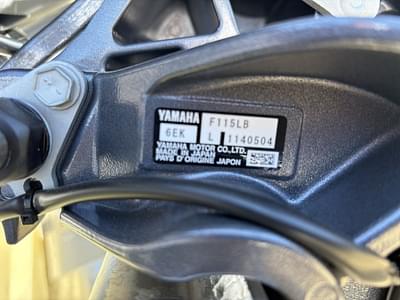 YAMAHA F115LB
6EK L 1140504
YAMAHA MOTOR CO.,LTD.
MADE IN JAPAN
PAYS D'ORIGINE JAPON